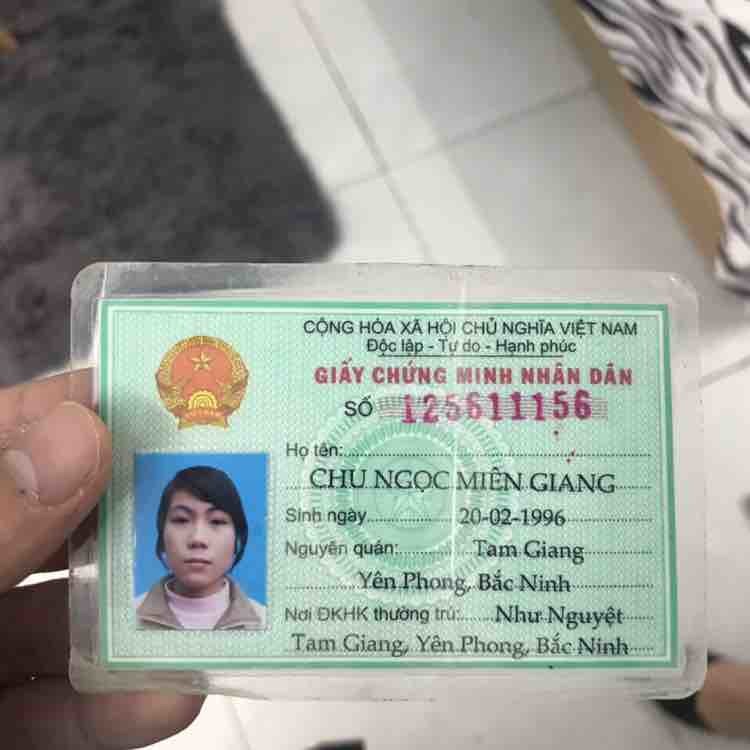 CỘNG HÒA XÃ HỘI CHỦ NGHĨA VIỆT NAM
Độc lập - Tự do - Hạnh phúc
GIẤY CHỨNG MINH NHÂN DÂN
SỐ 125611156
Họ tên:
CHU NGỌC MIÊN GIANG
Sinh ngày 20-02-1996
Nguyên quán: Tam Giang
Yên Phong, Bắc Ninh
Nơi ĐKHK thường trú: Như Nguyệt
Tam Giang, Yên Phong, Bắc Ninh